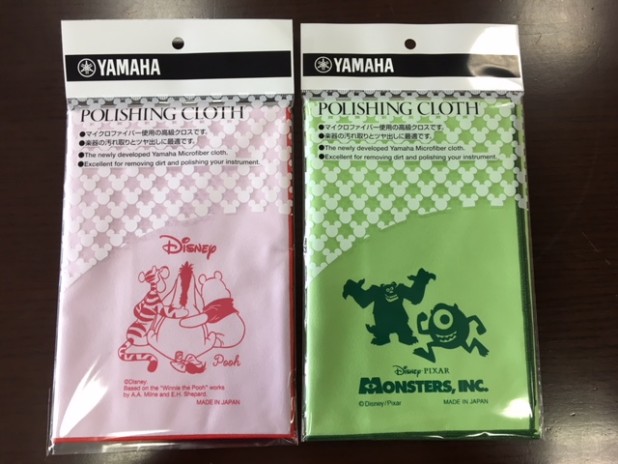 YAMAHA
POLISHING CLOTH
●マイクロファイバー使用の高級クロスです。
●楽器の汚れ取りとツヤ出しに最適です。
●The newly developed Yamaha Microfiber cloth.
●Excellent for removing dirt and polishing your instrument.
Disney
Pooh
©Disney
Based on the "Winnie the Pooh" works
by A.A. Milne and E.H. Shepard.
MADE IN JAPAN
YAMAHA
POLISHING CLOTH
●マイクロファイバー使用の高級クロスです。
●楽器の汚れ取りとツヤ出しに最適です。
●The newly developed Yamaha Microfiber cloth.
●Excellent for removing dirt and polishing your instrument.
Disney·PIXAR
MONSTERS, INC.
©Disney/Pixar
MADE IN JAPAN